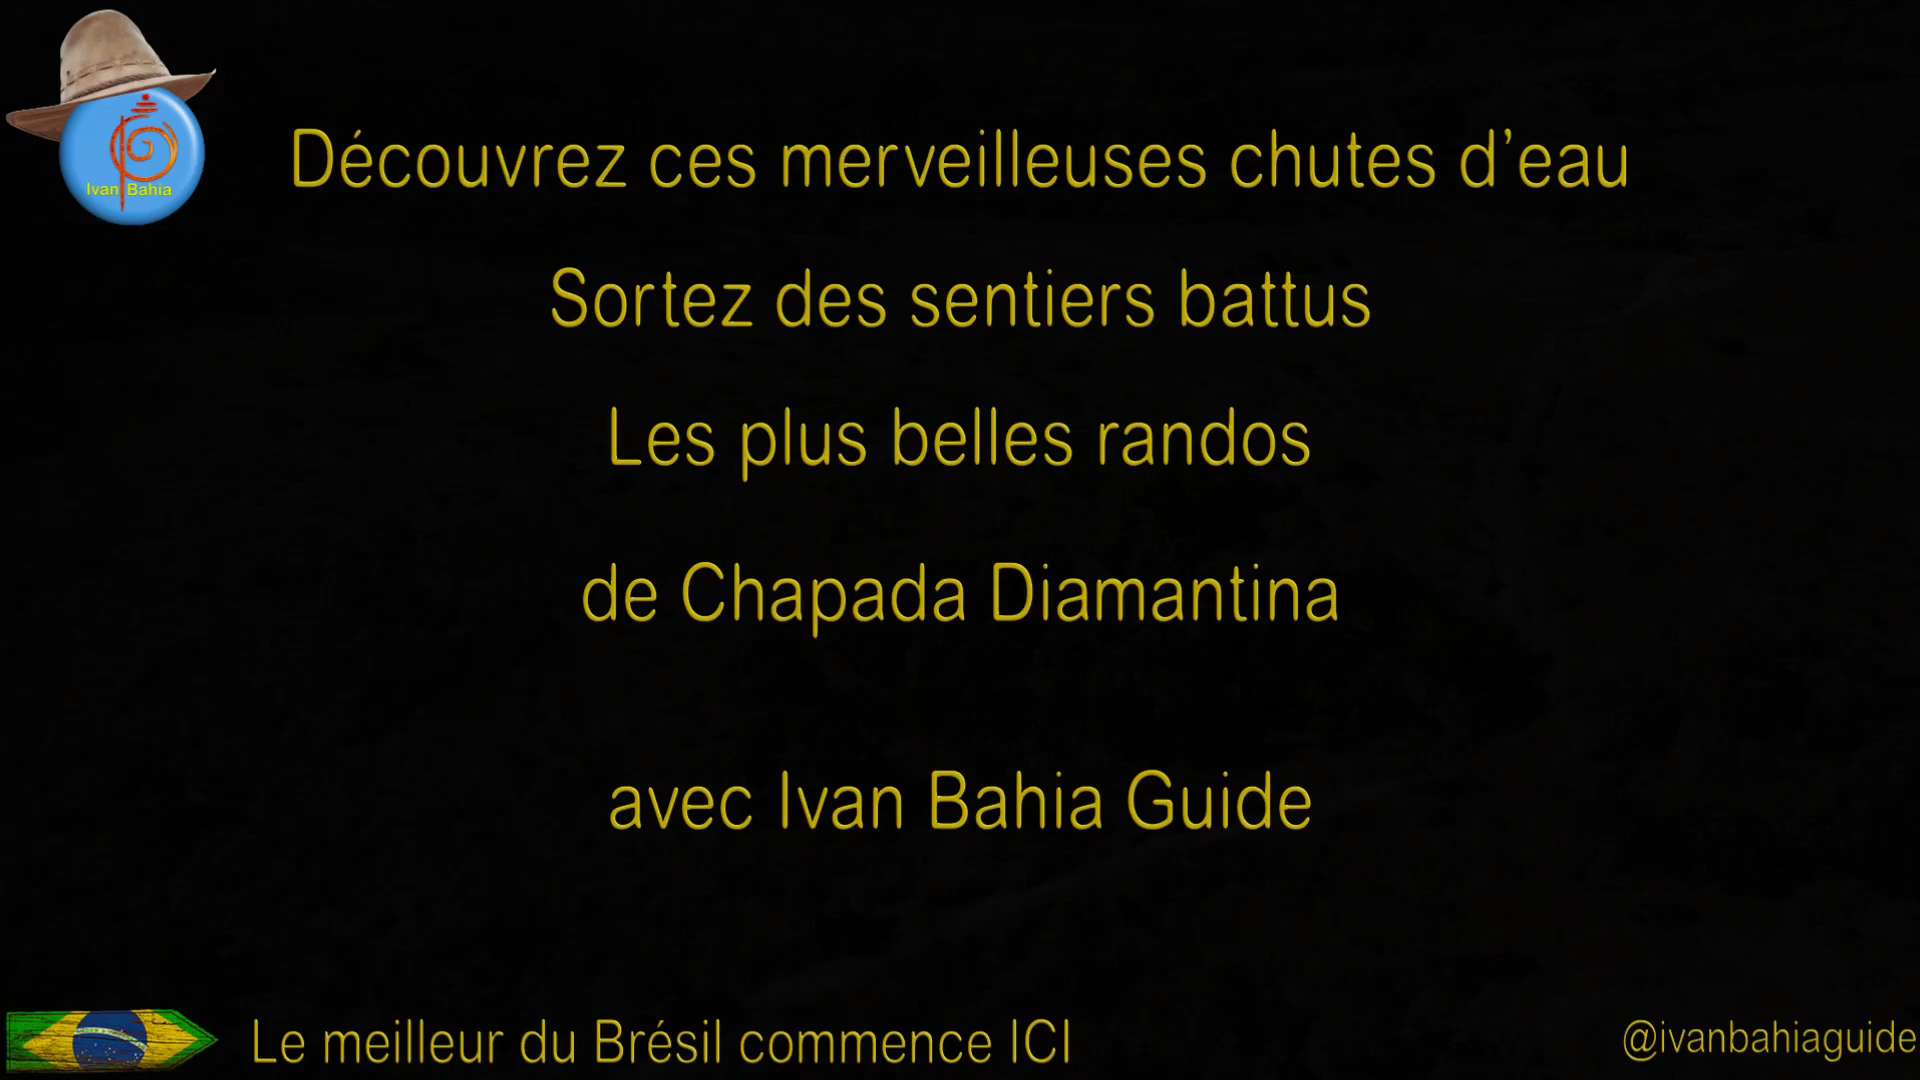 Ivan Bahia
Découvrez ces merveilleuses chutes d’eau
Sortez des sentiers battus
Les plus belles randos
de Chapada Diamantina
avec Ivan Bahia Guide
Le meilleur du Brésil commence ICI
@ivanbahiaguide